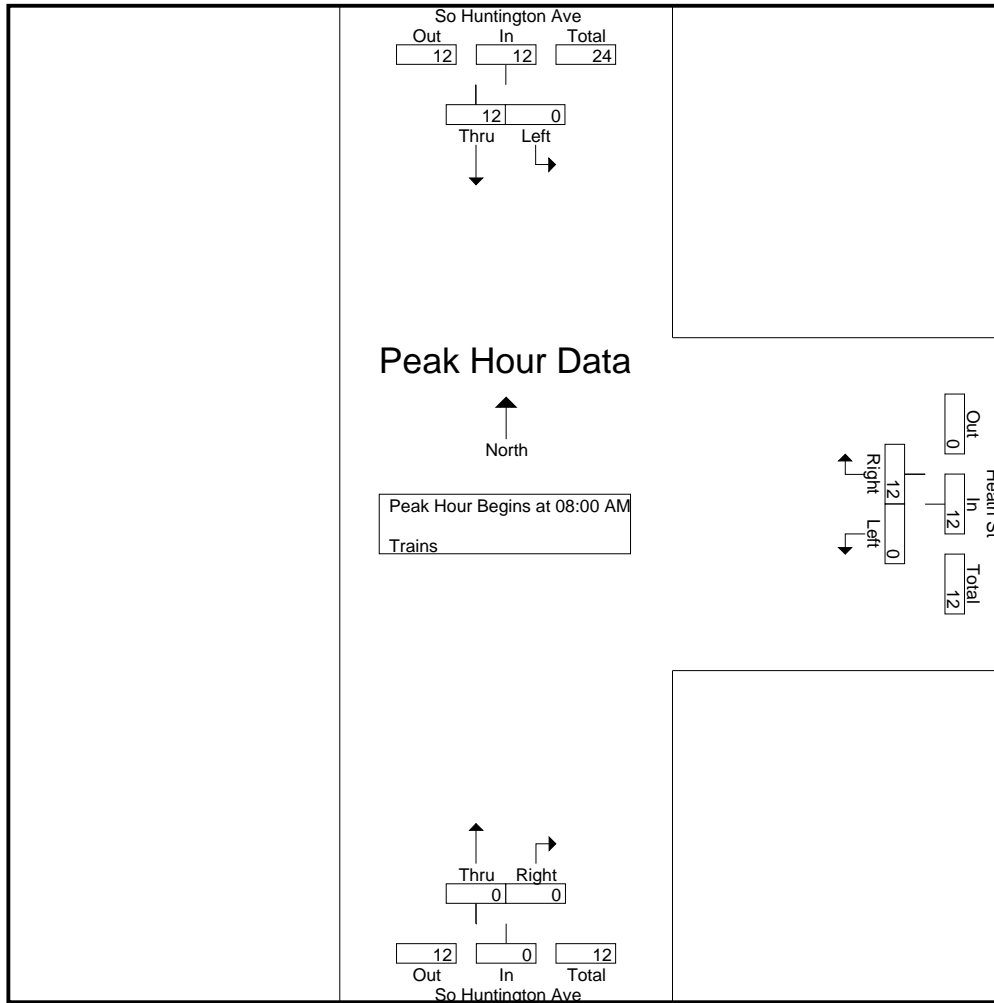 So Huntington Ave
Out In Total
12 12 24
12 0
Thru Left
Peak Hour Data
North
Peak Hour Begins at 08:00 AM
Trains
Right Left
12 0
Out In Total
0 12 12
Heath St
Thru Right
0 0
12 0 12
Out In Total
So Huntington Ave